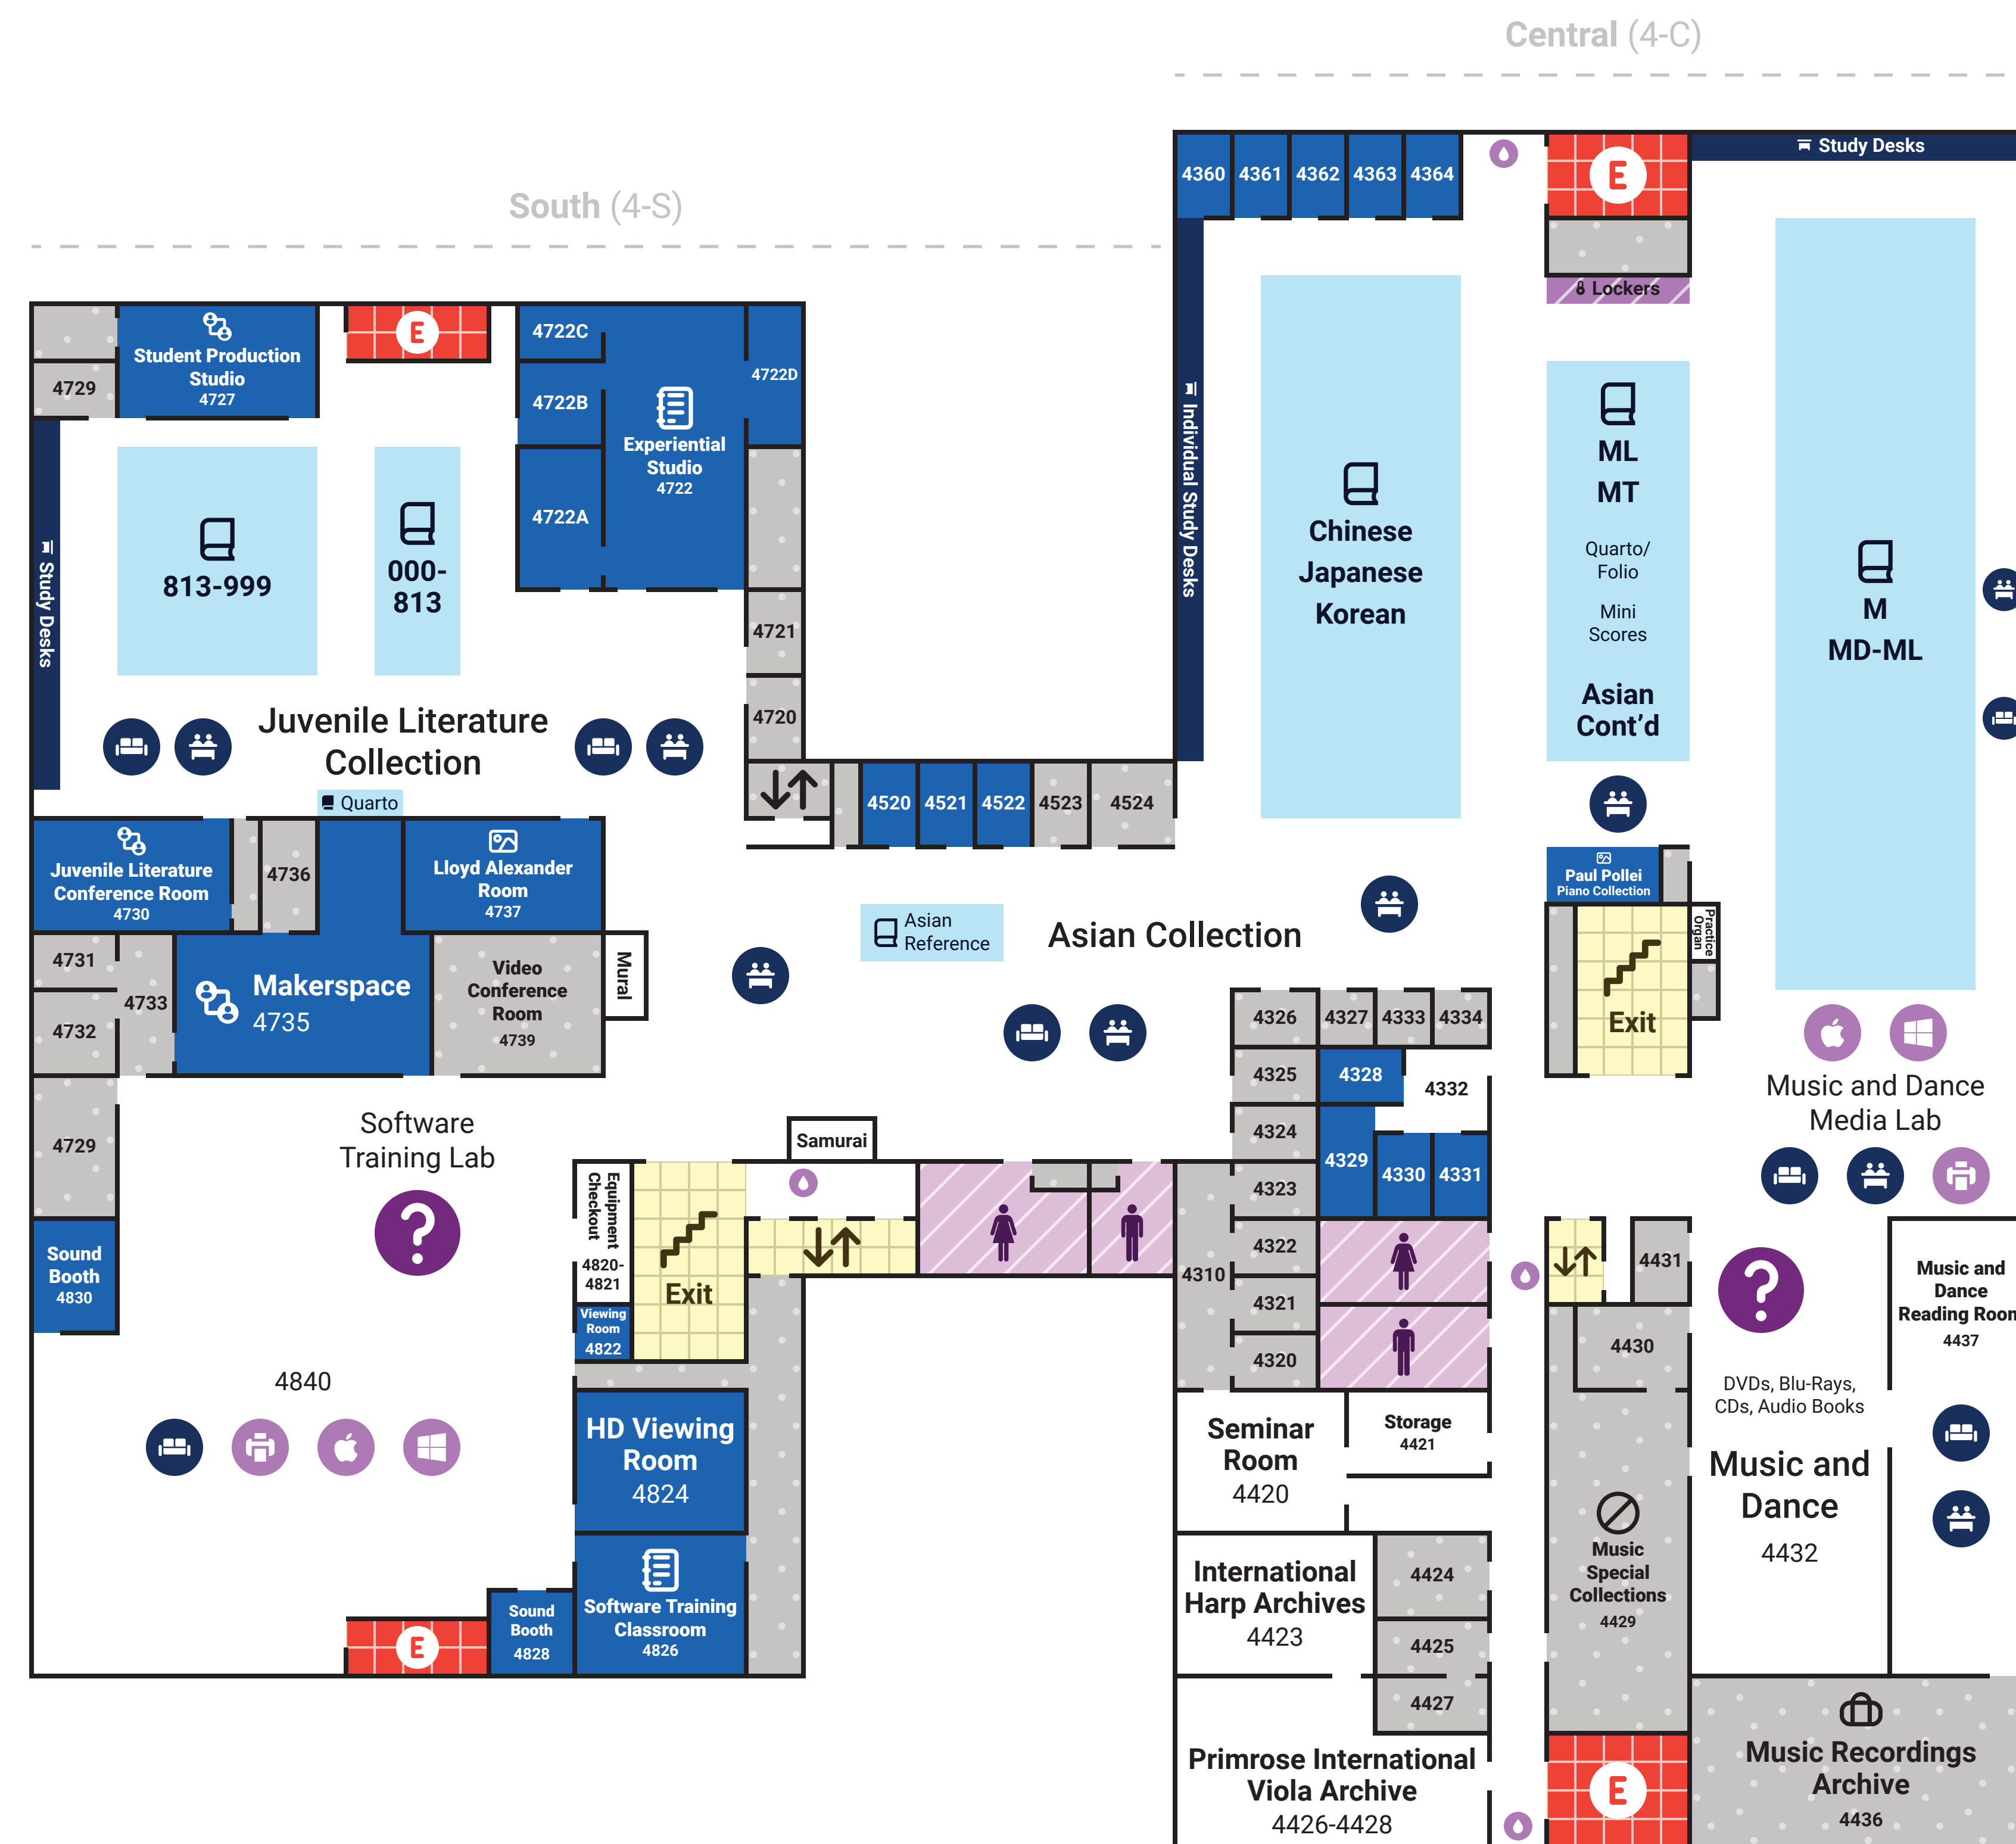 Central (4-C)
Study Desks
4360
4361
4362
4363
4364
E
Lockers
South (4-S)
Student Production
Studio
4727
4729
E
4722C
4722B
4722A
4722D
Experiential
Studio
4722
Individual Study Desks
Chinese
Japanese
Korean
ML
MT
Quarto/
Folio
Mini
Scores
Asian
Cont’d
M
MD-ML
Study Desks
813-999
000-
813
4721
4720
Juvenile Literature
Collection
Quarto
4520
4521
4522
4523
4524
Juvenile Literature
Conference Room
4730
4736
Lloyd Alexander
Room
4737
Paul Pollei
Piano Collection
Practice
Organ
Exit
Asian
Reference
Asian Collection
4731
4732
4733
Makerspace
4735
Video
Conference
Room
4739
Mural
4326
4327
4333
4334
4325
4328
4332
4324
4329
4330
4331
4323
4322
4321
4320
4310
Music and Dance
Media Lab
4729
Software
Training Lab
Samurai
Equipment
Checkout
4820-
4821
Viewing
Room
4822
Exit
Sound
Booth
4830
4840
4431
4430
Music and
Dance
Reading Room
4437
DVDs, Blu-Rays,
CDs, Audio Books
Music and
Dance
4432
HD Viewing
Room
4824
Seminar
Room
4420
Storage
4421
Music
Special
Collections
4429
International
Harp Archives
4423
4424
4425
4427
Software Training
Classroom
4826
Sound
Booth
4828
E
Primrose International
Viola Archive
4426-4428
E
Music Recordings
Archive
4436